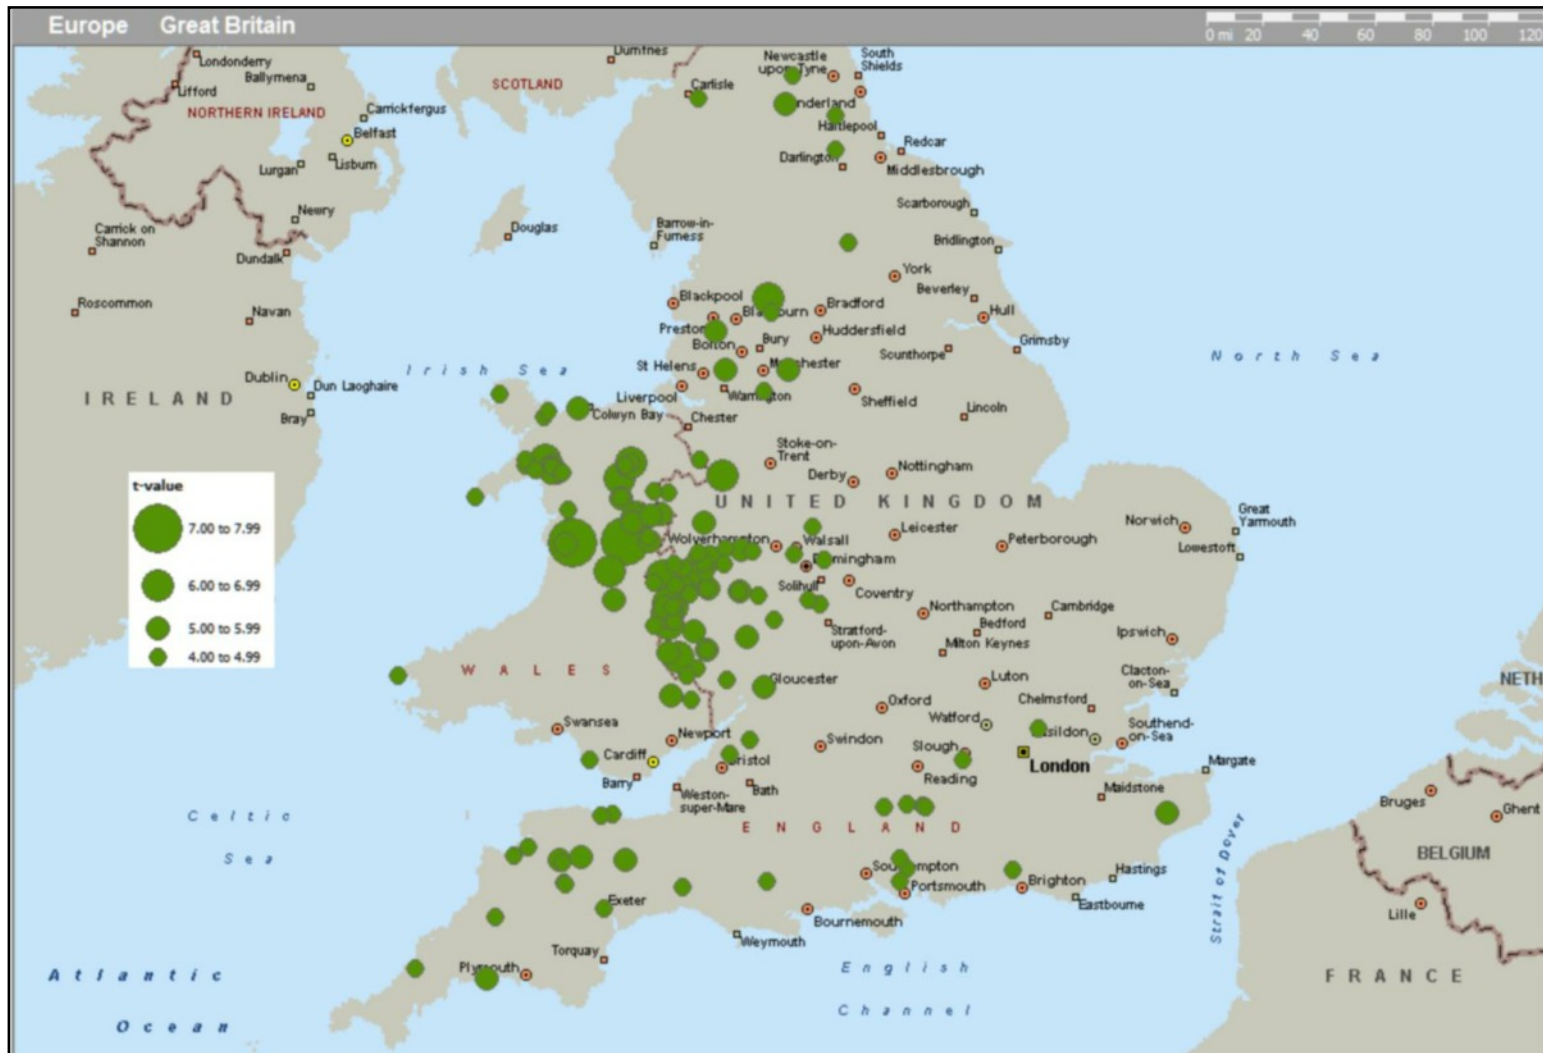 Europe Great Britain
0 mi 20 40 60 80 100 120
Londonderry
Lifford
Ballymena
NORTHERN IRELAND
Carrickfergus
Belfast
Lurgan
Lisburn
Newry
Carrick on
Shannon
Dundalk
Roscommon
Navan
Dublin
Dun Laoghaire
Bray
IRELAND
SCOTLAND
Dumfries
Carlisle
Newcastle
upon Tyne
South
Shields
nderland
Hartlepool
Redcar
Darlington
Middlesbrough
Scarborough
Douglas
Barrow-in-
Furness
Bridlington
York
Beverley
Hull
Blackpool
Bradford
Preston
Huddersfield
Bury
Bolton
Scunthorpe
Grimsby
Irish Sea
North Sea
St Helens
Liverpool
Warrington
Sheffield
Lincoln
Colwyn Bay
Chester
Stoke-on-
Trent
Derby
Nottingham
UNITED KINGDOM
t-value
7.00 to 7.99
6.00 to 6.99
5.00 to 5.99
4.00 to 4.99
Norwich
Great
Yarmouth
Lowestoft
Leicester
Peterborough
Wolverhampton
Walsall
Solihull
Coventry
Northampton
Cambridge
Bedford
Ipswich
Stratford-
upon-Avon
Milton Keynes
WALES
Gloucester
Luton
Clacton-
on-Sea
Chelmsford
Oxford
Watford
Southend-
on-Sea
Swansea
Newport
Swindon
Slough
London
Margate
Cardiff
Reading
Barry
Bath
Weston-
super-Mare
Maidstone
NETH
Bruges
Ghent
Celtic
Sea
ENGLAND
BELGIUM
Strait of Dover
Portsmouth
Brighton
Hastings
Eastbourne
Exeter
Bournemouth
Weymouth
Lille
Torquay
Plymouth
English
Channel
FRANCE
Atlantic
Ocean